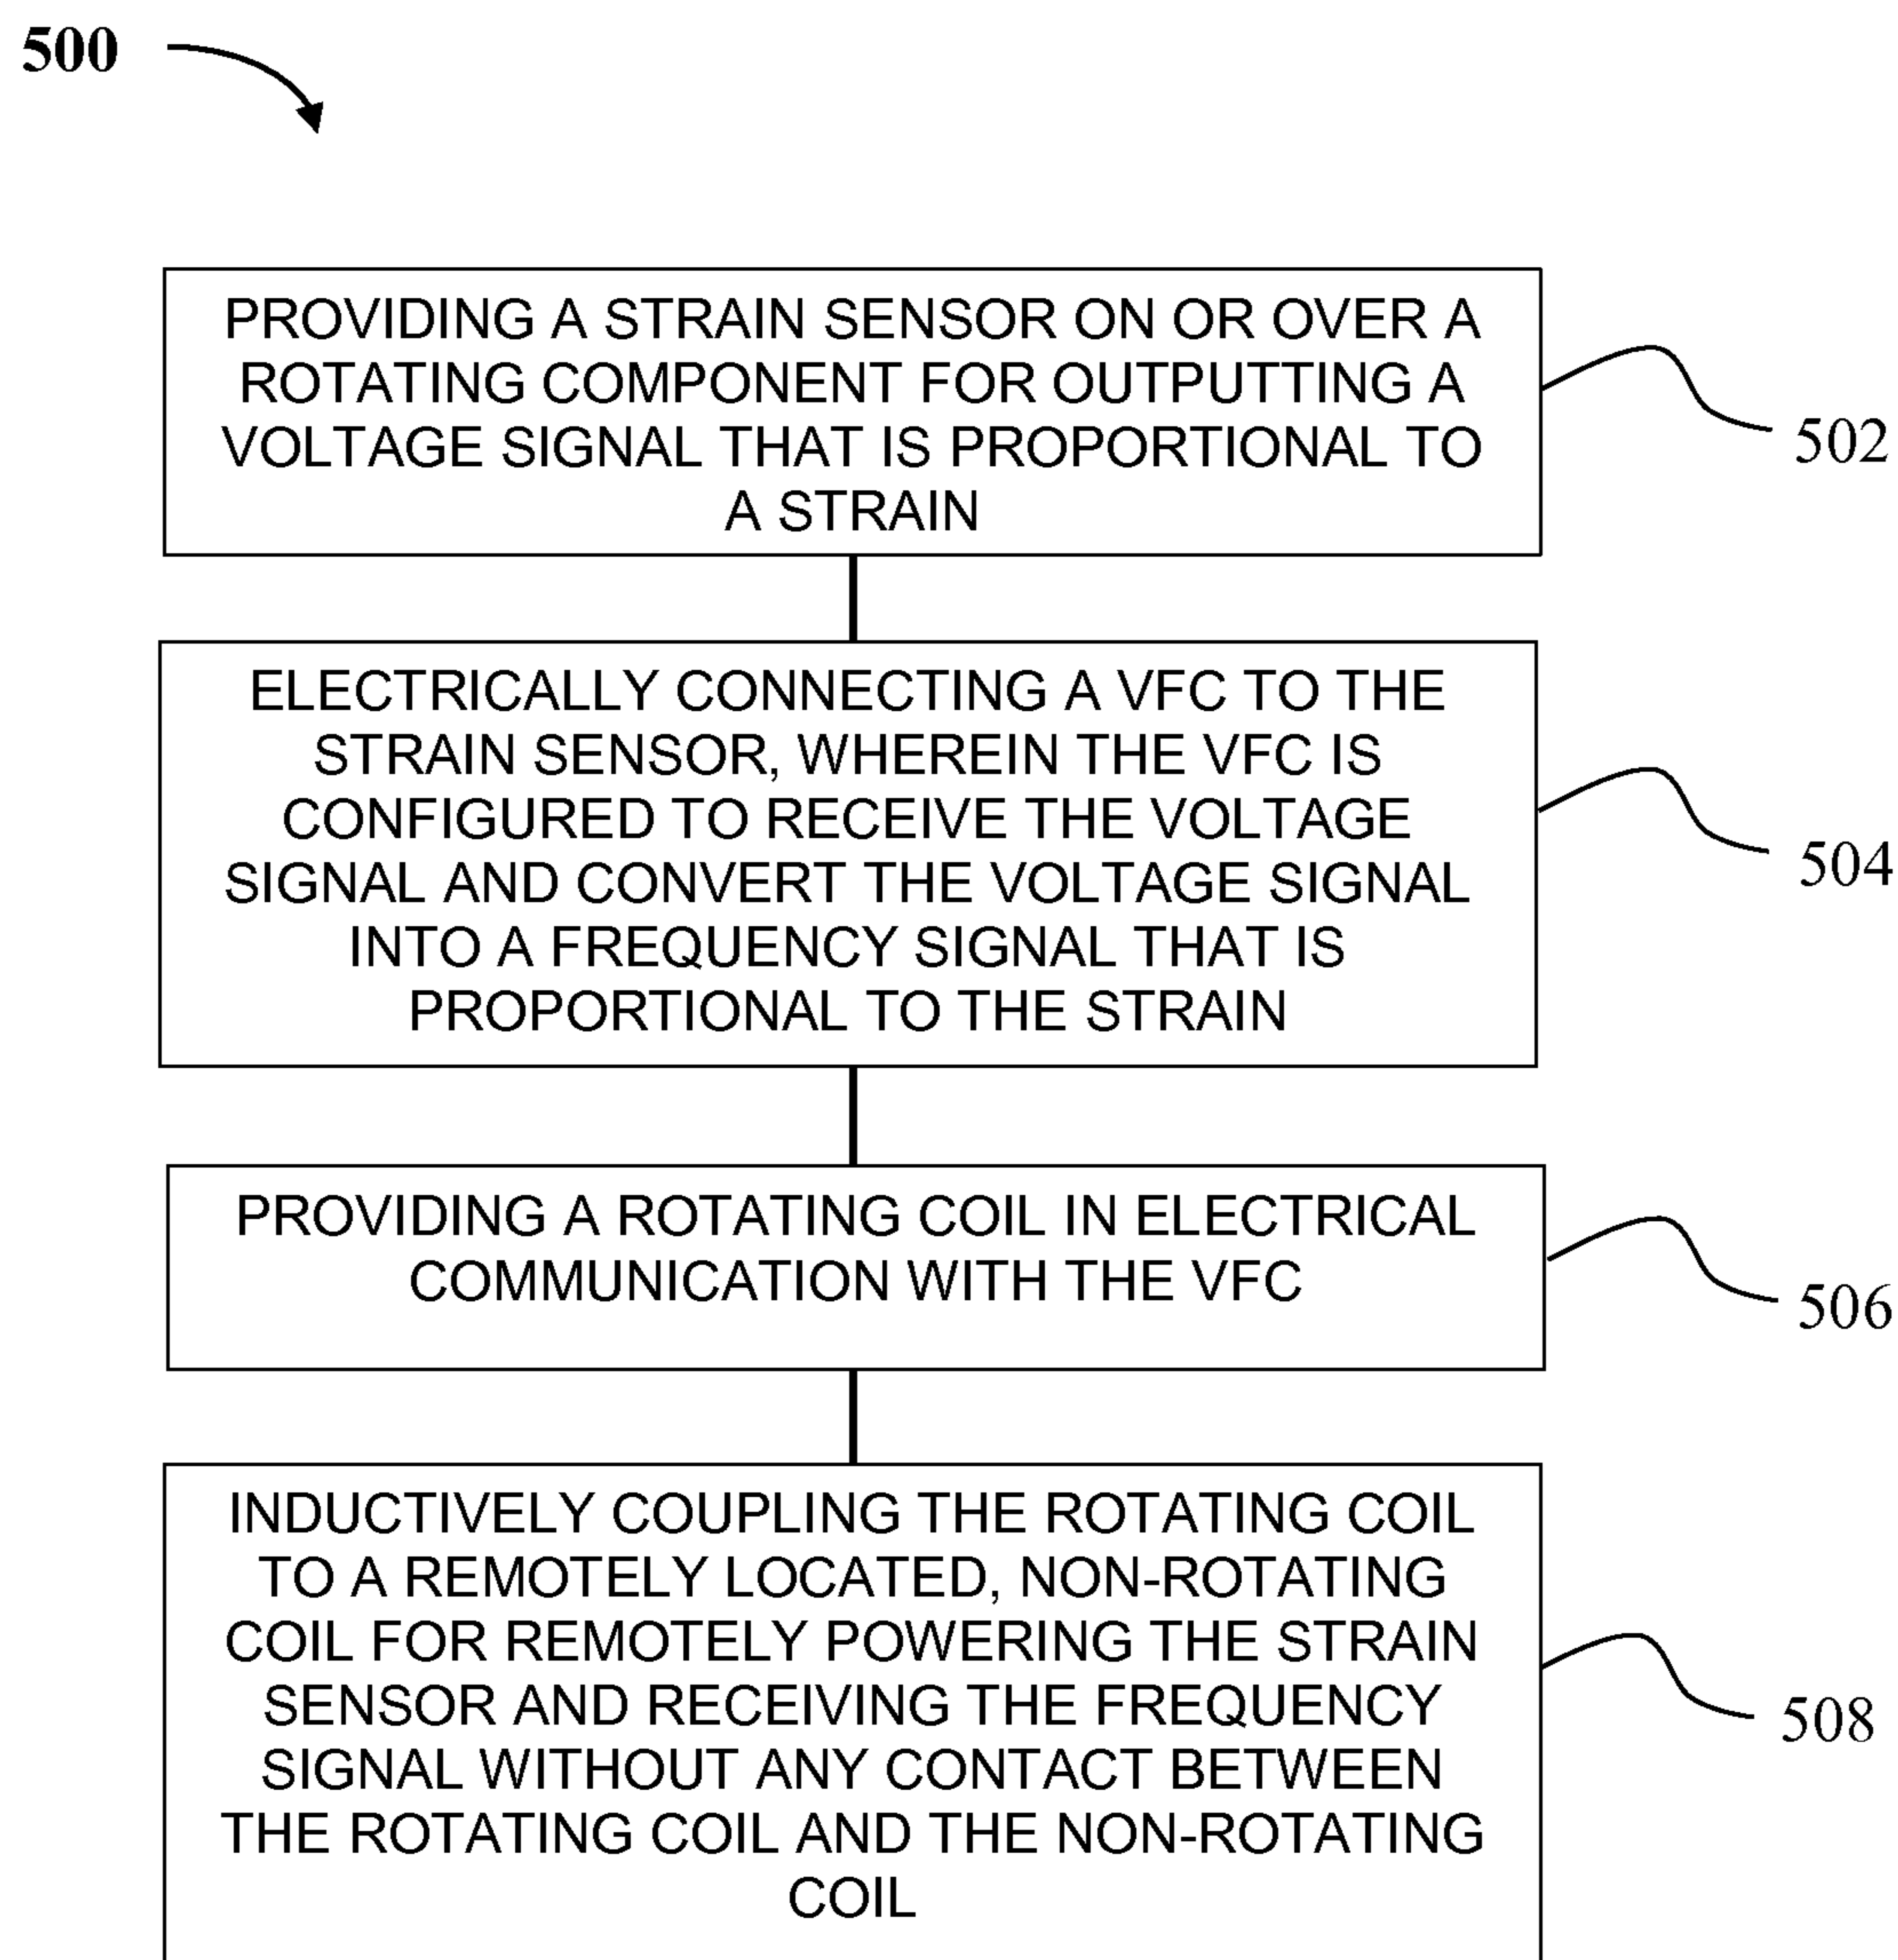 500
PROVIDING A STRAIN SENSOR ON OR OVER A
ROTATING COMPONENT FOR OUTPUTTING A
VOLTAGE SIGNAL THAT IS PROPORTIONAL TO
A STRAIN
502
ELECTRICALLY CONNECTING A VFC TO THE
STRAIN SENSOR, WHEREIN THE VFC IS
CONFIGURED TO RECEIVE THE VOLTAGE
SIGNAL AND CONVERT THE VOLTAGE SIGNAL
INTO A FREQUENCY SIGNAL THAT IS
PROPORTIONAL TO THE STRAIN
504
PROVIDING A ROTATING COIL IN ELECTRICAL
COMMUNICATION WITH THE VFC
506
INDUCTIVELY COUPLING THE ROTATING COIL
TO A REMOTELY LOCATED, NON-ROTATING
COIL FOR REMOTELY POWERING THE STRAIN
SENSOR AND RECEIVING THE FREQUENCY
SIGNAL WITHOUT ANY CONTACT BETWEEN
THE ROTATING COIL AND THE NON-ROTATING
COIL
508